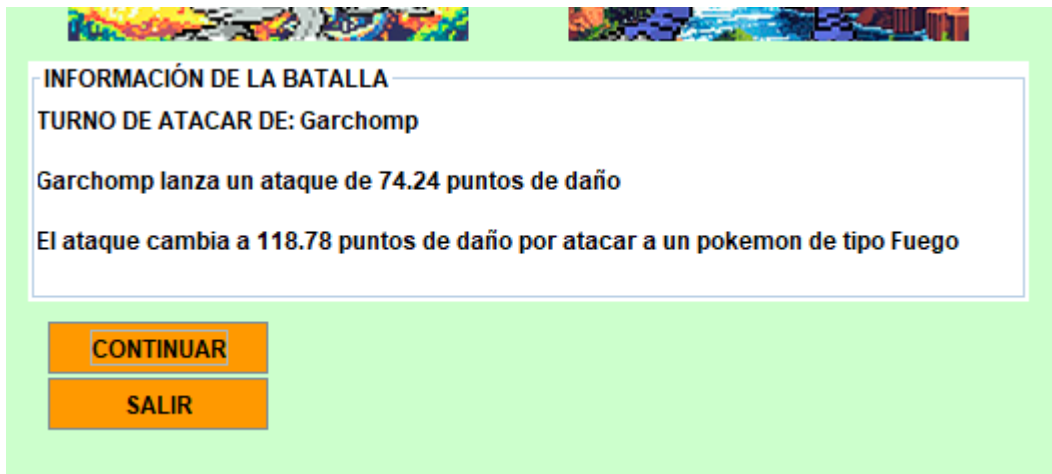 INFORMACIÓN DE LA BATALLA
TURNO DE ATACAR DE: Garchomp
Garchomp lanza un ataque de 74.24 puntos de daño
El ataque cambia a 118.78 puntos de daño por atacar a un pokemon de tipo Fuego
CONTINUAR
SALIR